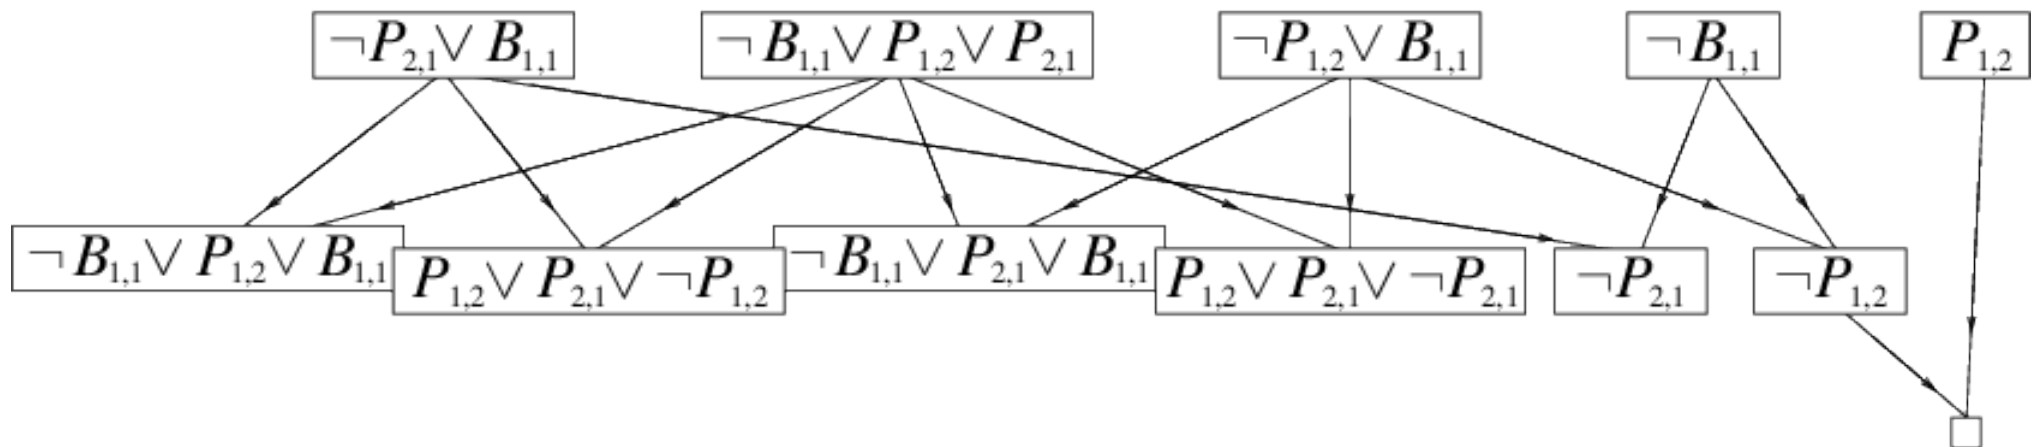 ¬P₂,₁ ∨ B₁,₁ ¬B₁,₁ ∨ P₁,₂ ∨ P₂,₁ ¬P₁,₂ ∨ B₁,₁ ¬B₁,₁ P₁,₂
¬B₁,₁ ∨ P₁,₂ ∨ B₁,₁ P₁,₂ ∨ P₂,₁ ∨ ¬P₁,₂ ¬B₁,₁ ∨ P₂,₁ ∨ B₁,₁ P₁,₂ ∨ P₂,₁ ∨ ¬P₂,₁ ¬P₂,₁ ¬P₁,₂